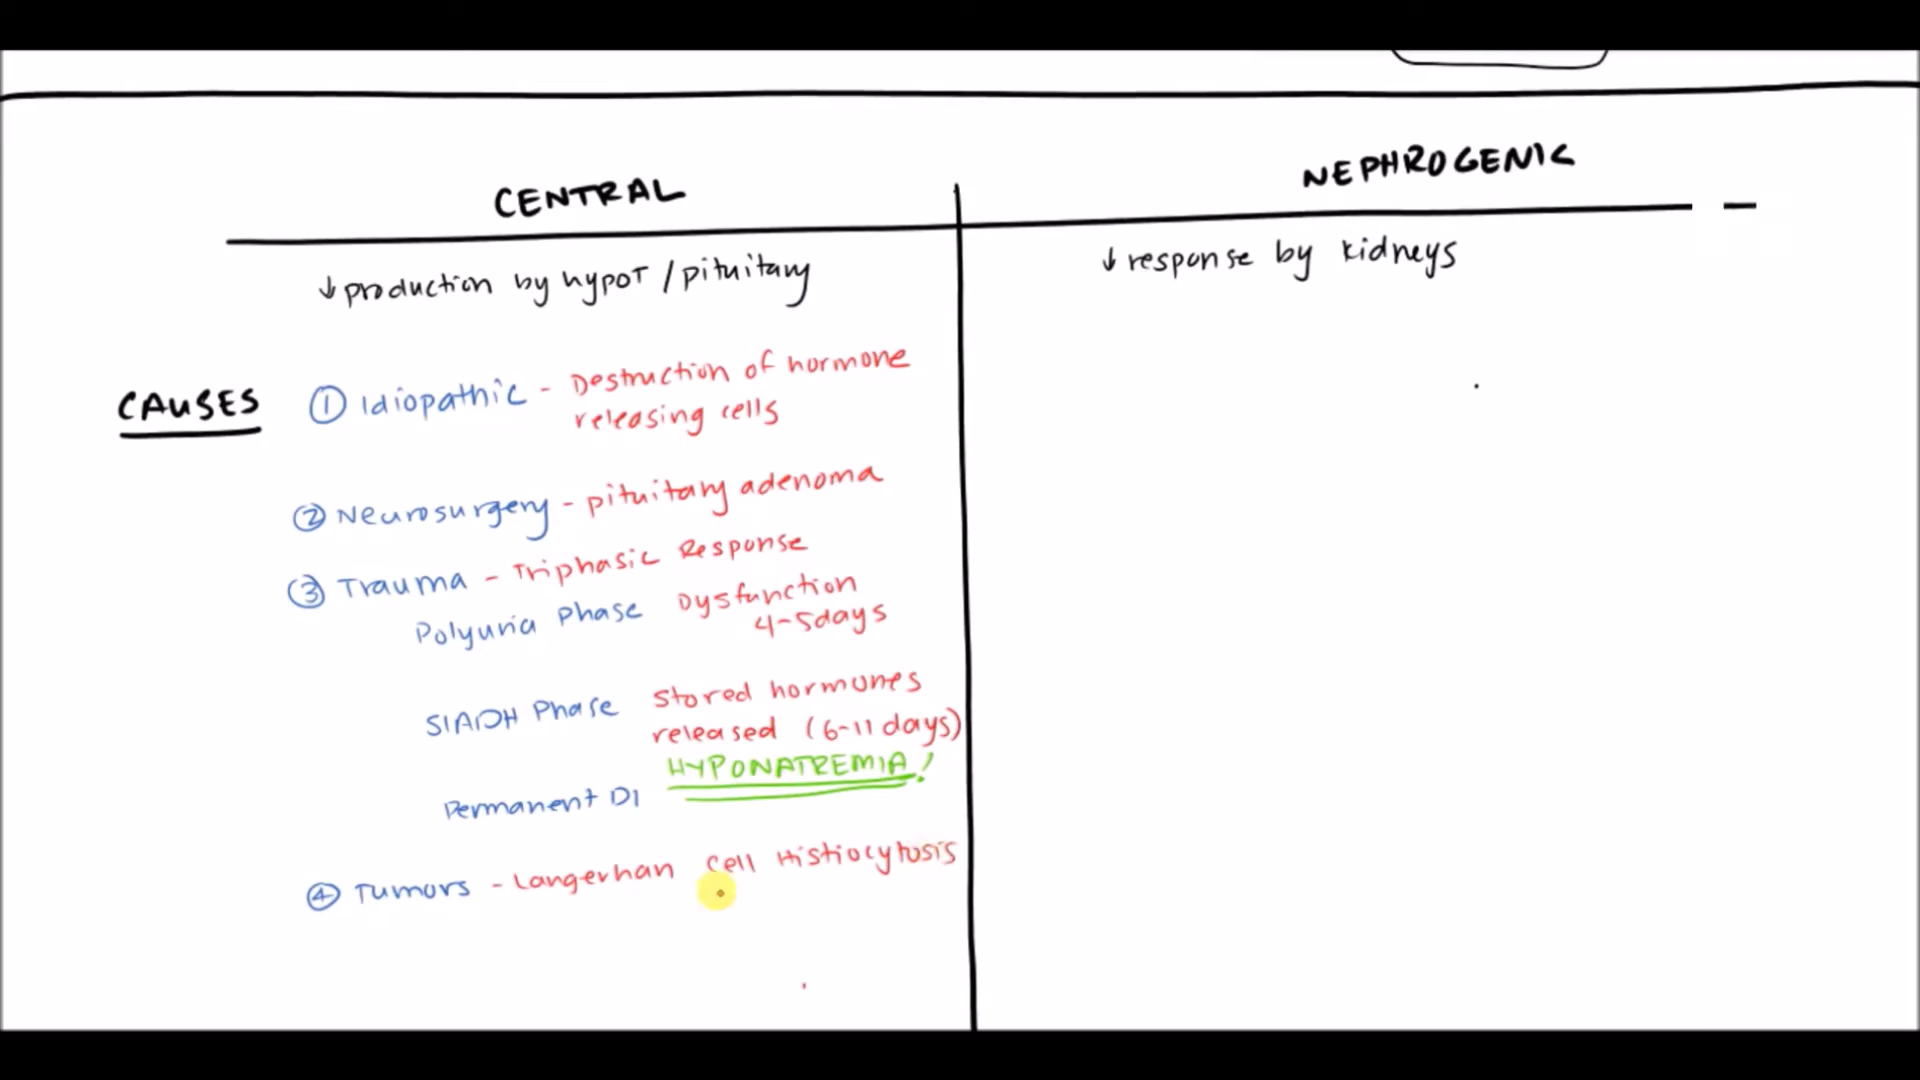 CENTRAL
NEPHROGENIC
↓ production by hypoT / pituitary
↓ response by kidneys
CAUSES
① Idiopathic - Destruction of hormone
releasing cells
② Neurosurgery - pituitary adenoma
③ Trauma - Triphasic Response
Polyuria Phase Dysfunction
4-5days
SIADH Phase Stored hormones
released (6-11 days)
HYPONATREMIA!
Permanent DI
④ Tumors - Langerhan Cell Histiocytosis